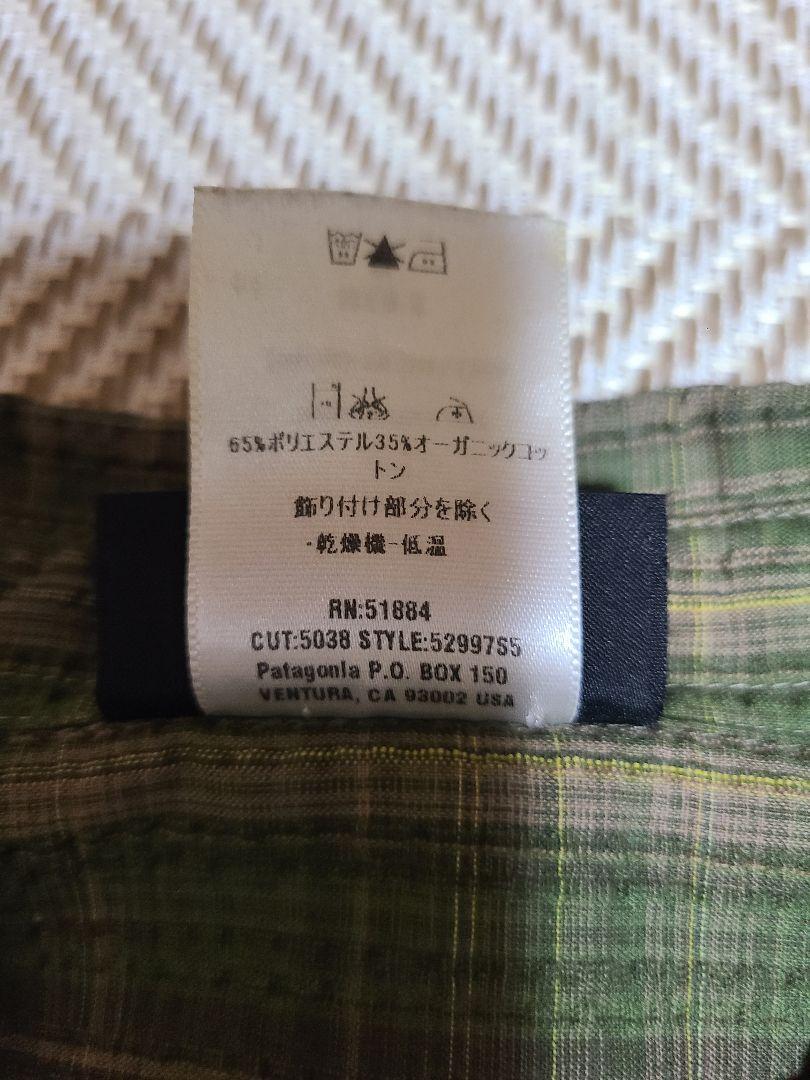 65%ポリエステル35%オーガニックコッ
トン
飾り付け部分を除く
・乾燥機-低温
RN:51884
CUT:5038 STYLE:52997S5
Patagonia P.O. BOX 150
VENTURA, CA 93002 USA